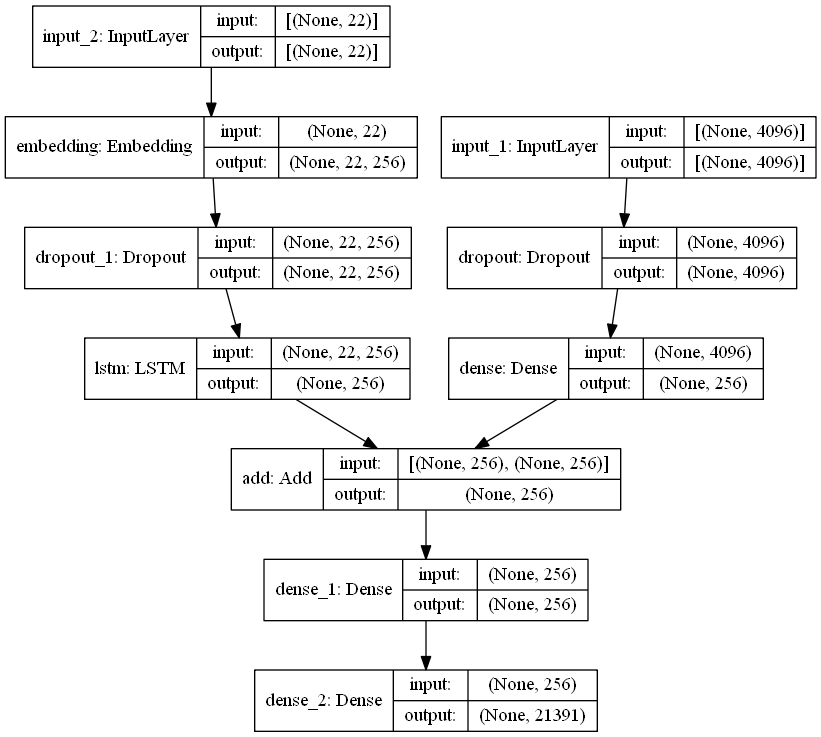 input_2: InputLayer
input: [(None, 22)]
output: [(None, 22)]
embedding: Embedding
input: (None, 22)
output: (None, 22, 256)
input_1: InputLayer
input: [(None, 4096)]
output: [(None, 4096)]
dropout_1: Dropout
input: (None, 22, 256)
output: (None, 22, 256)
dropout: Dropout
input: (None, 4096)
output: (None, 4096)
lstm: LSTM
input: (None, 22, 256)
output: (None, 256)
dense: Dense
input: (None, 4096)
output: (None, 256)
add: Add
input: [(None, 256), (None, 256)]
output: (None, 256)
dense_1: Dense
input: (None, 256)
output: (None, 256)
dense_2: Dense
input: (None, 256)
output: (None, 21391)